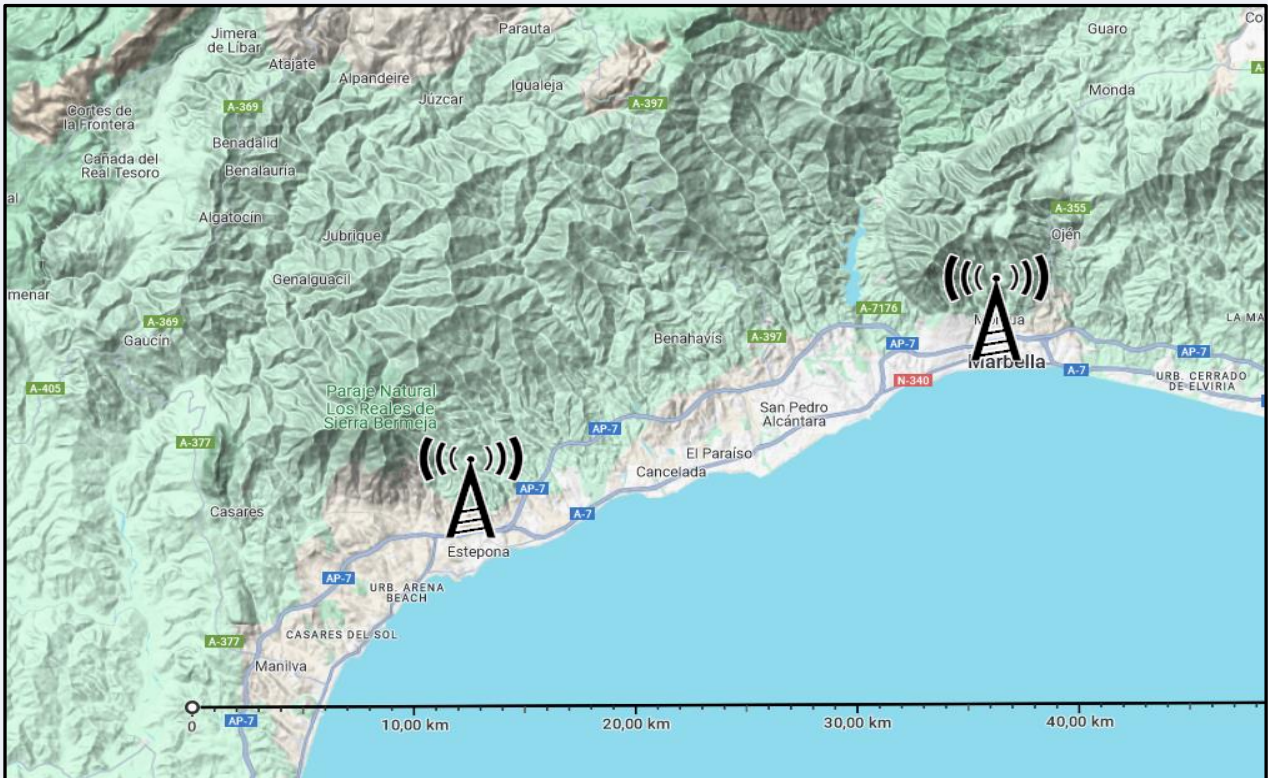 Jimera
de Líbar
Parauta
Guaro
Co
Atajate
Alpandeire
Igualeja
Júzcar
A-397
A-369
Monda
Cortes de
la Frontera
Benadalid
Cañada del
Real Tesoro
Benalauría
al
Algatocín
A-355
Ojén
Jubrique
Genalguacil
menar
A-7176
A-369
LA MA
Gaucín
Benahavís
A-397
AP-7
AP-7
Marbella
A-7
A-405
N-340
URB. CERRADO
DE ELVIRIA
Paraje Natural
Los Reales de
Sierra Bermeja
San Pedro
Alcántara
AP-7
A-377
El Paraíso
Cancelada
AP-7
Casares
A-7
Estepona
AP-7
URB. ARENA
BEACH
CASARES DEL SOL
A-377
Manilva
AP-7
0
10,00 km
20,00 km
30,00 km
40,00 km